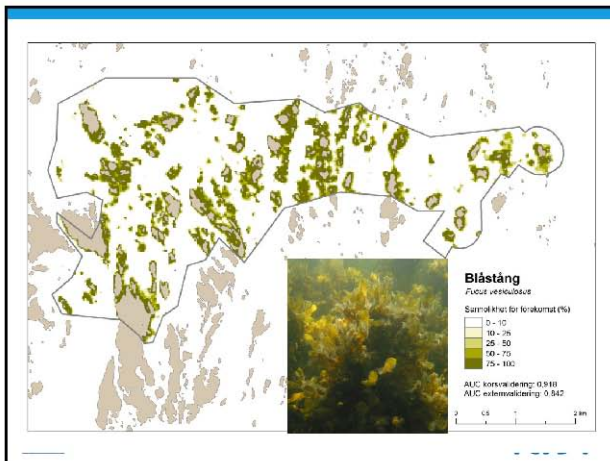 Blåstång
Fucus vesiculosus
Sannolikhet för förekomst (%)
0 - 10
10 - 25
25 - 50
50 - 75
75 - 100
AUC korsvalidering: 0,918
AUC externvalidering: 0,842
0 0,5 1 2 km